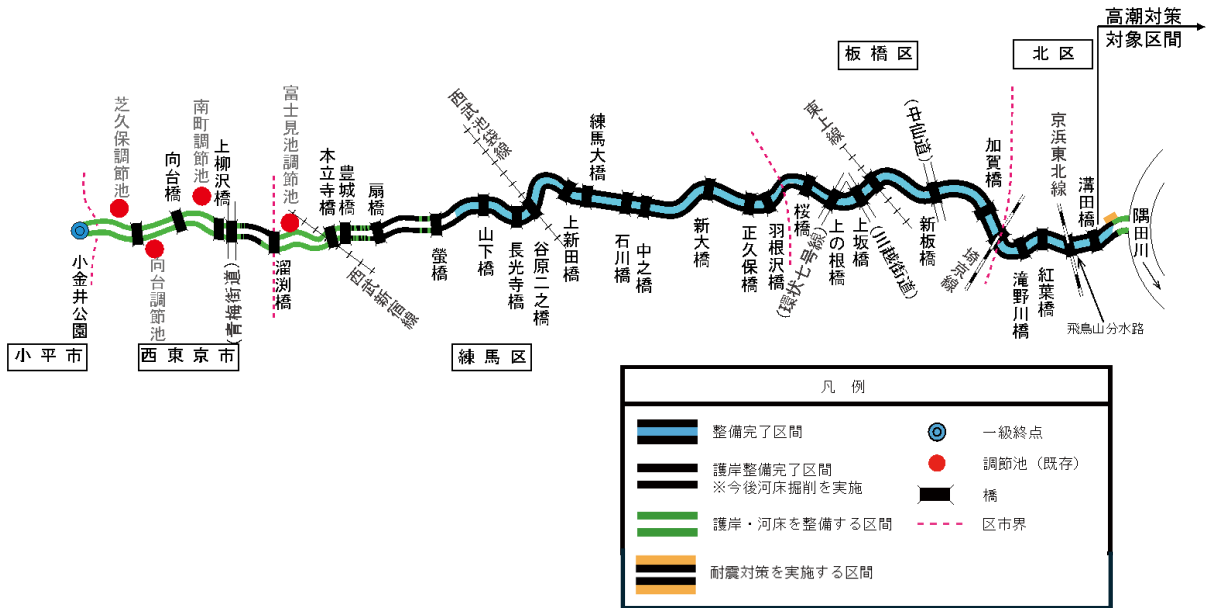 高潮対策
対象区間
板橋区
北区
芝久保調節池
向台橋
南町調節池
上柳沢橋
富士見池調節池
本立寺橋
豊城橋
扇橋
西武池袋線
練馬大橋
東上線
(中仙道)
加賀橋
京浜東北線
溝田橋
隅田川
小金井公園
向台調節池
(青梅街道)
溜渕橋
西武新宿線
螢橋
山下橋
長光寺橋
谷原二之橋
上新田橋
石川橋
中之橋
新大橋
正久保橋
羽根沢橋
桜橋
(環状七号線)
上の根橋
上坂橋
(川越街道)
新板橋
埼京線
滝野川橋
紅葉橋
飛鳥山分水路
小平市
西東京市
練馬区
凡例
整備完了区間
護岸整備完了区間
※今後河床掘削を実施
護岸・河床を整備する区間
耐震対策を実施する区間
一級終点
調節池（既存）
橋
区市界